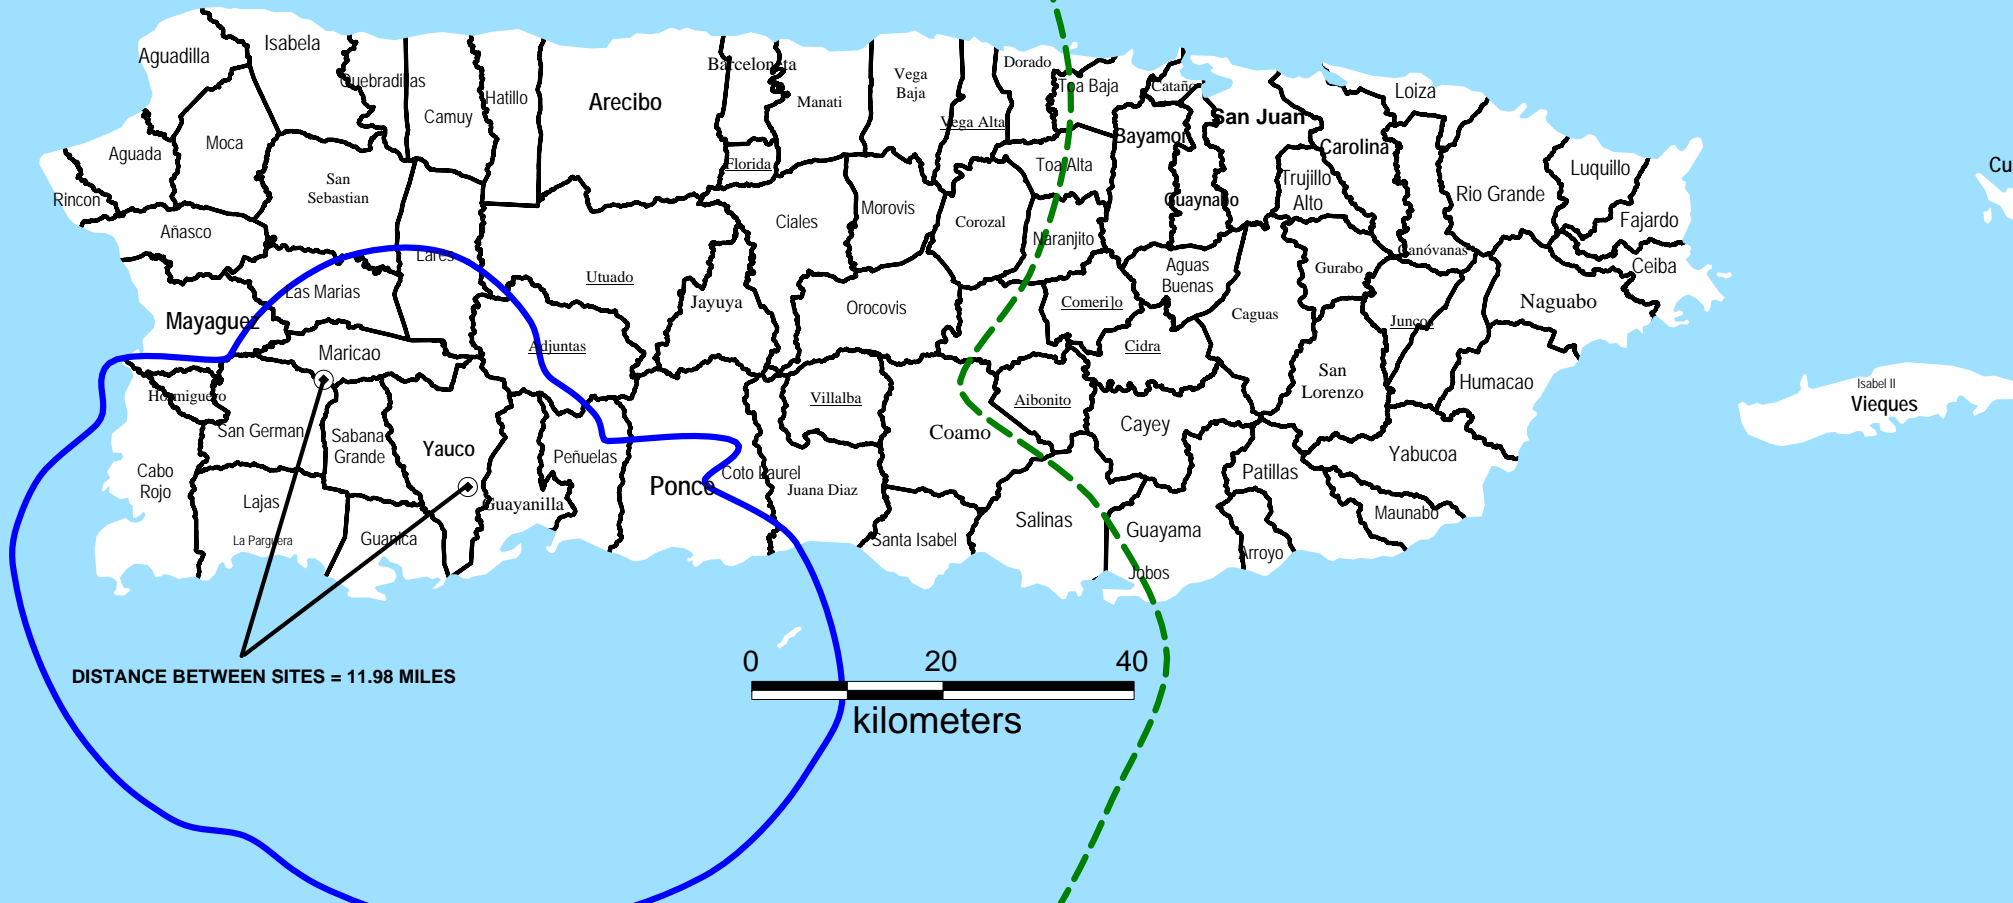 Aguadilla
Isabela
Quebradillas
Camuy
Hatillo
Arecibo
Barceloneta
Manati
Vega
Baja
Vega Alta
Dorado
Toa Baja
Cataño
San Juan
Loiza
Cu
Moca
Aguada
Rincon
San
Sebastian
Florida
Toa Alta
Bayamon
Carolina
Trujillo
Alto
Guaynabo
Rio Grande
Luquillo
Fajardo
Añasco
Lares
Ciales
Morovis
Corozal
Naranjito
Canóvanas
Ceiba
Las Marias
Utuado
Jayuya
Orocovis
Comerilo
Aguas
Buenas
Gurabo
Caguas
Juncos
Naguabo
Mayaguez
Maricao
Adjuntas
Cidra
San
Lorenzo
Humacao
Hormiguero
San German
Sabana
Grande
Yauco
Peñuelas
Villalba
Coamo
Aibonito
Cayey
Isabel II
Vieques
Cabo
Rojo
Lajas
La Parguera
Guanica
Guayanilla
Ponce
Coto Laurel
Juana Diaz
Santa Isabel
Salinas
Guayama
Jobos
Patillas
Arroyo
Yabucoa
Maunabo
DISTANCE BETWEEN SITES = 11.98 MILES
0 20 40
kilometers